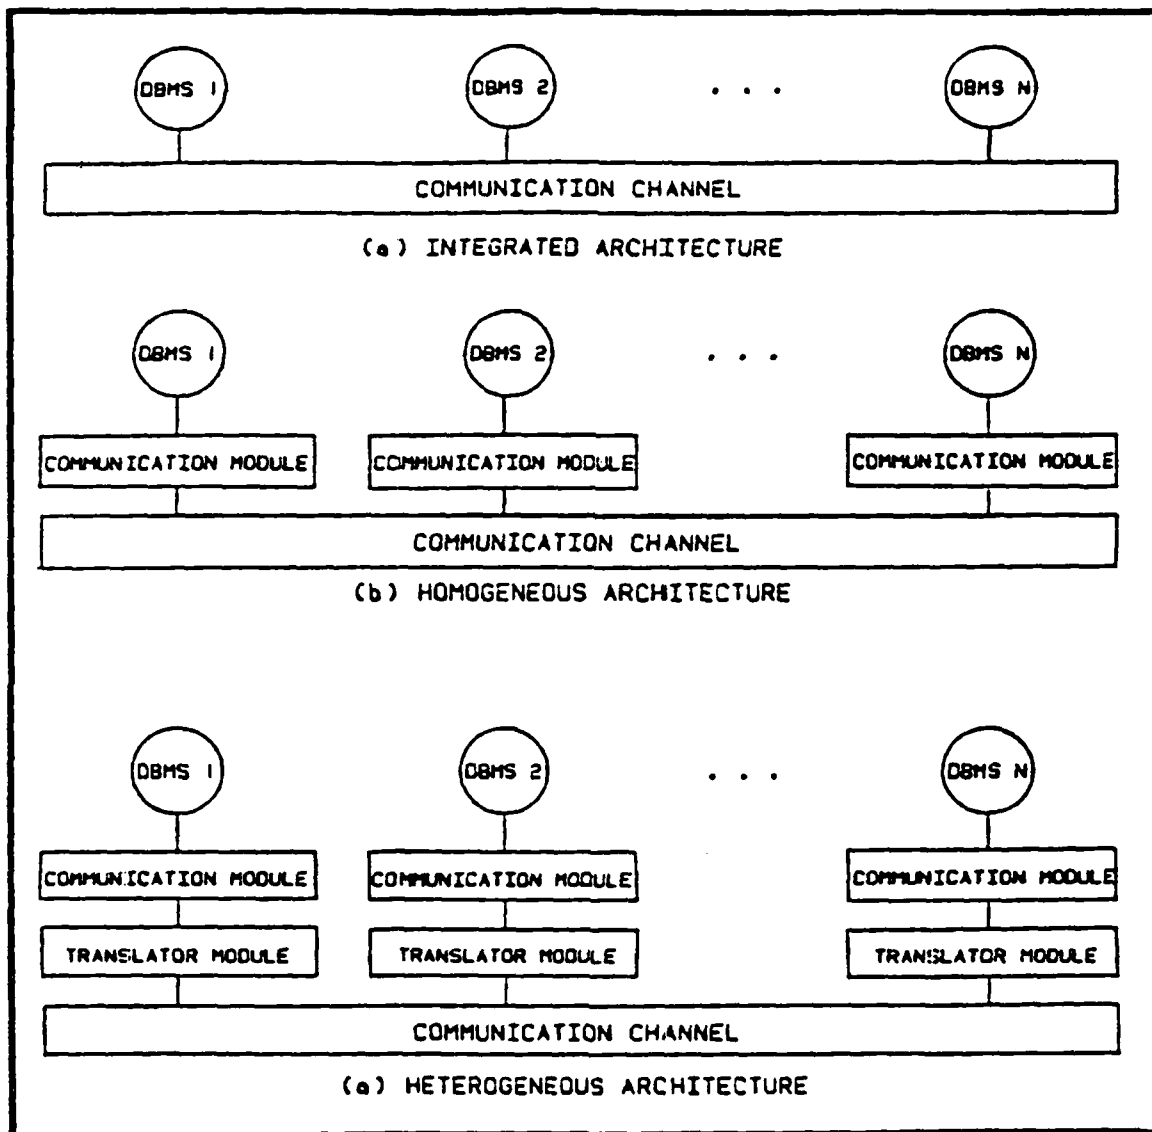 DBMS 1 DBMS 2 . . . DBMS N
COMMUNICATION CHANNEL
(a) INTEGRATED ARCHITECTURE
DBMS 1 DBMS 2 . . . DBMS N
COMMUNICATION MODULE COMMUNICATION MODULE COMMUNICATION MODULE
COMMUNICATION CHANNEL
(b) HOMOGENEOUS ARCHITECTURE
DBMS 1 DBMS 2 . . . DBMS N
COMMUNICATION MODULE COMMUNICATION MODULE COMMUNICATION MODULE
TRANSLATOR MODULE TRANSLATOR MODULE TRANSLATOR MODULE
COMMUNICATION CHANNEL
(a) HETEROGENEOUS ARCHITECTURE